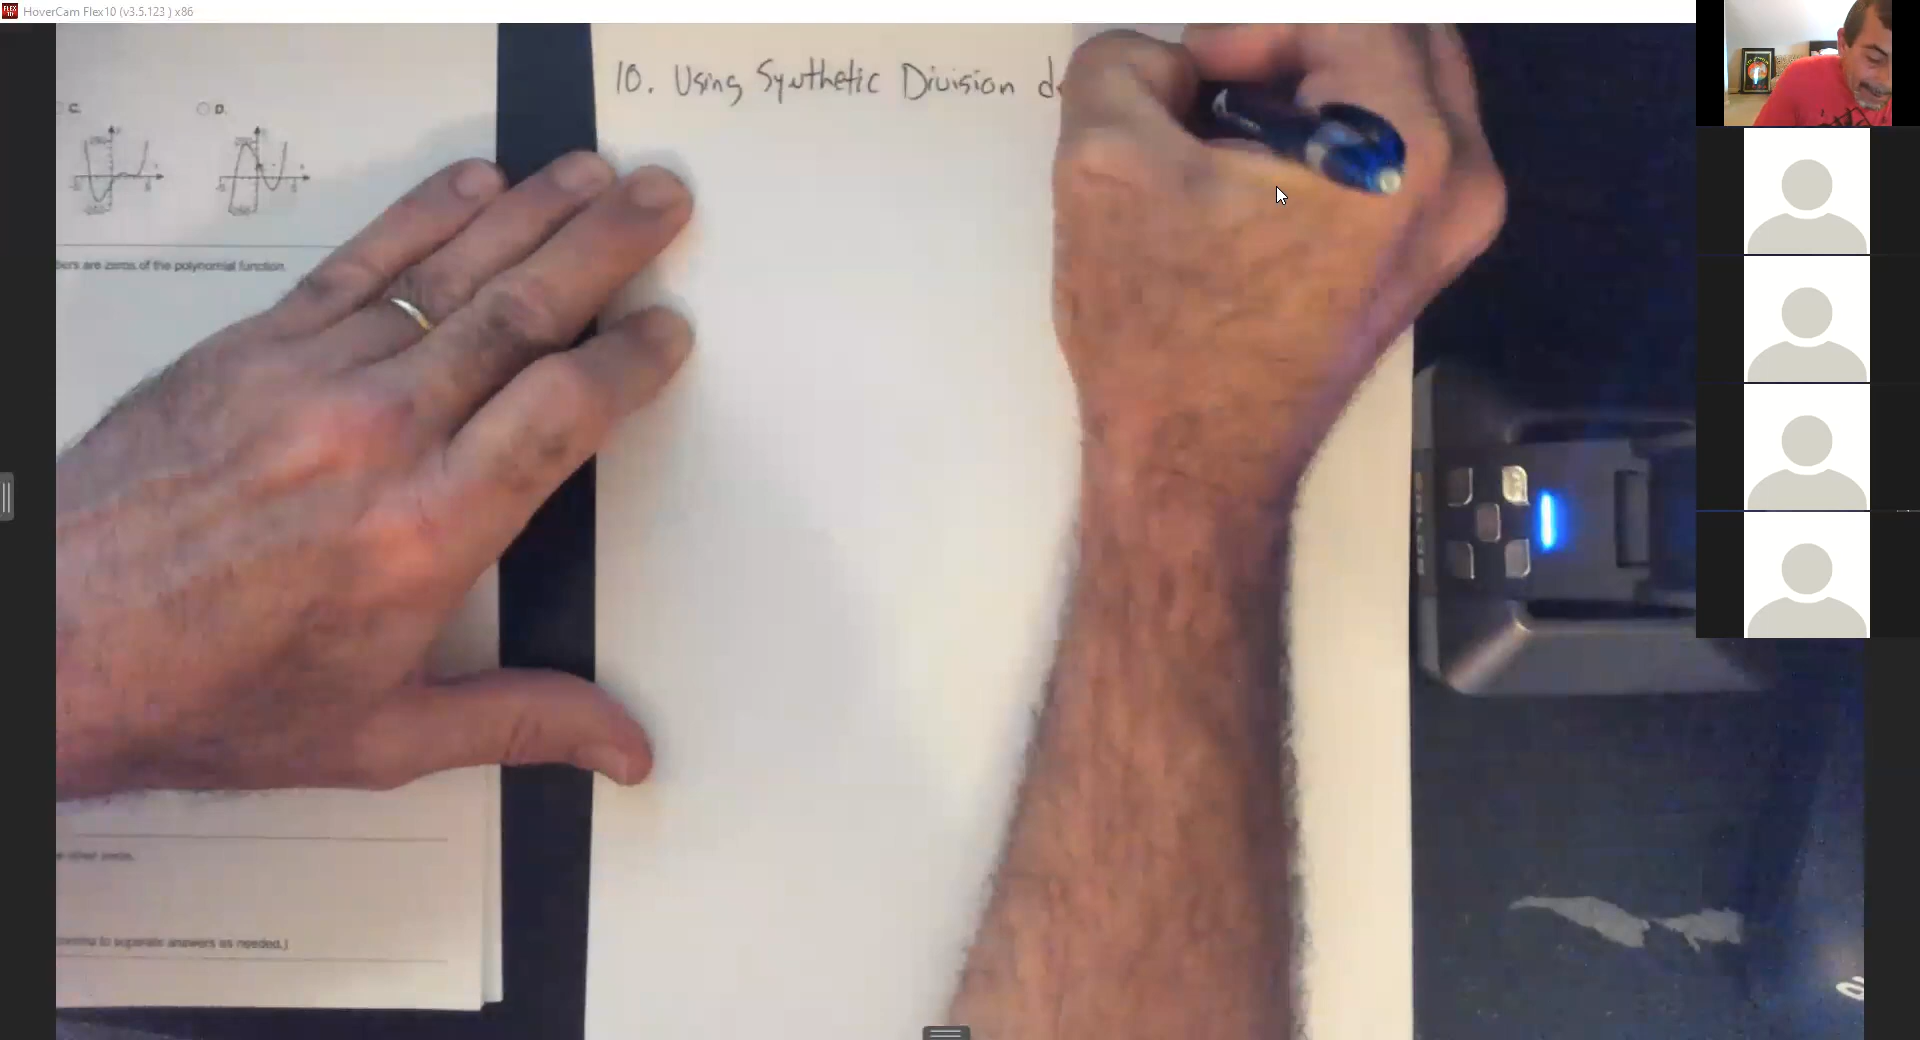 HoverCam Flex10 (v3.5.123 ) x86
10. Using Synthetic Division d
C.
D.
are zeros of the polynomial function.
other zeros.
comma to separate answers as needed.)